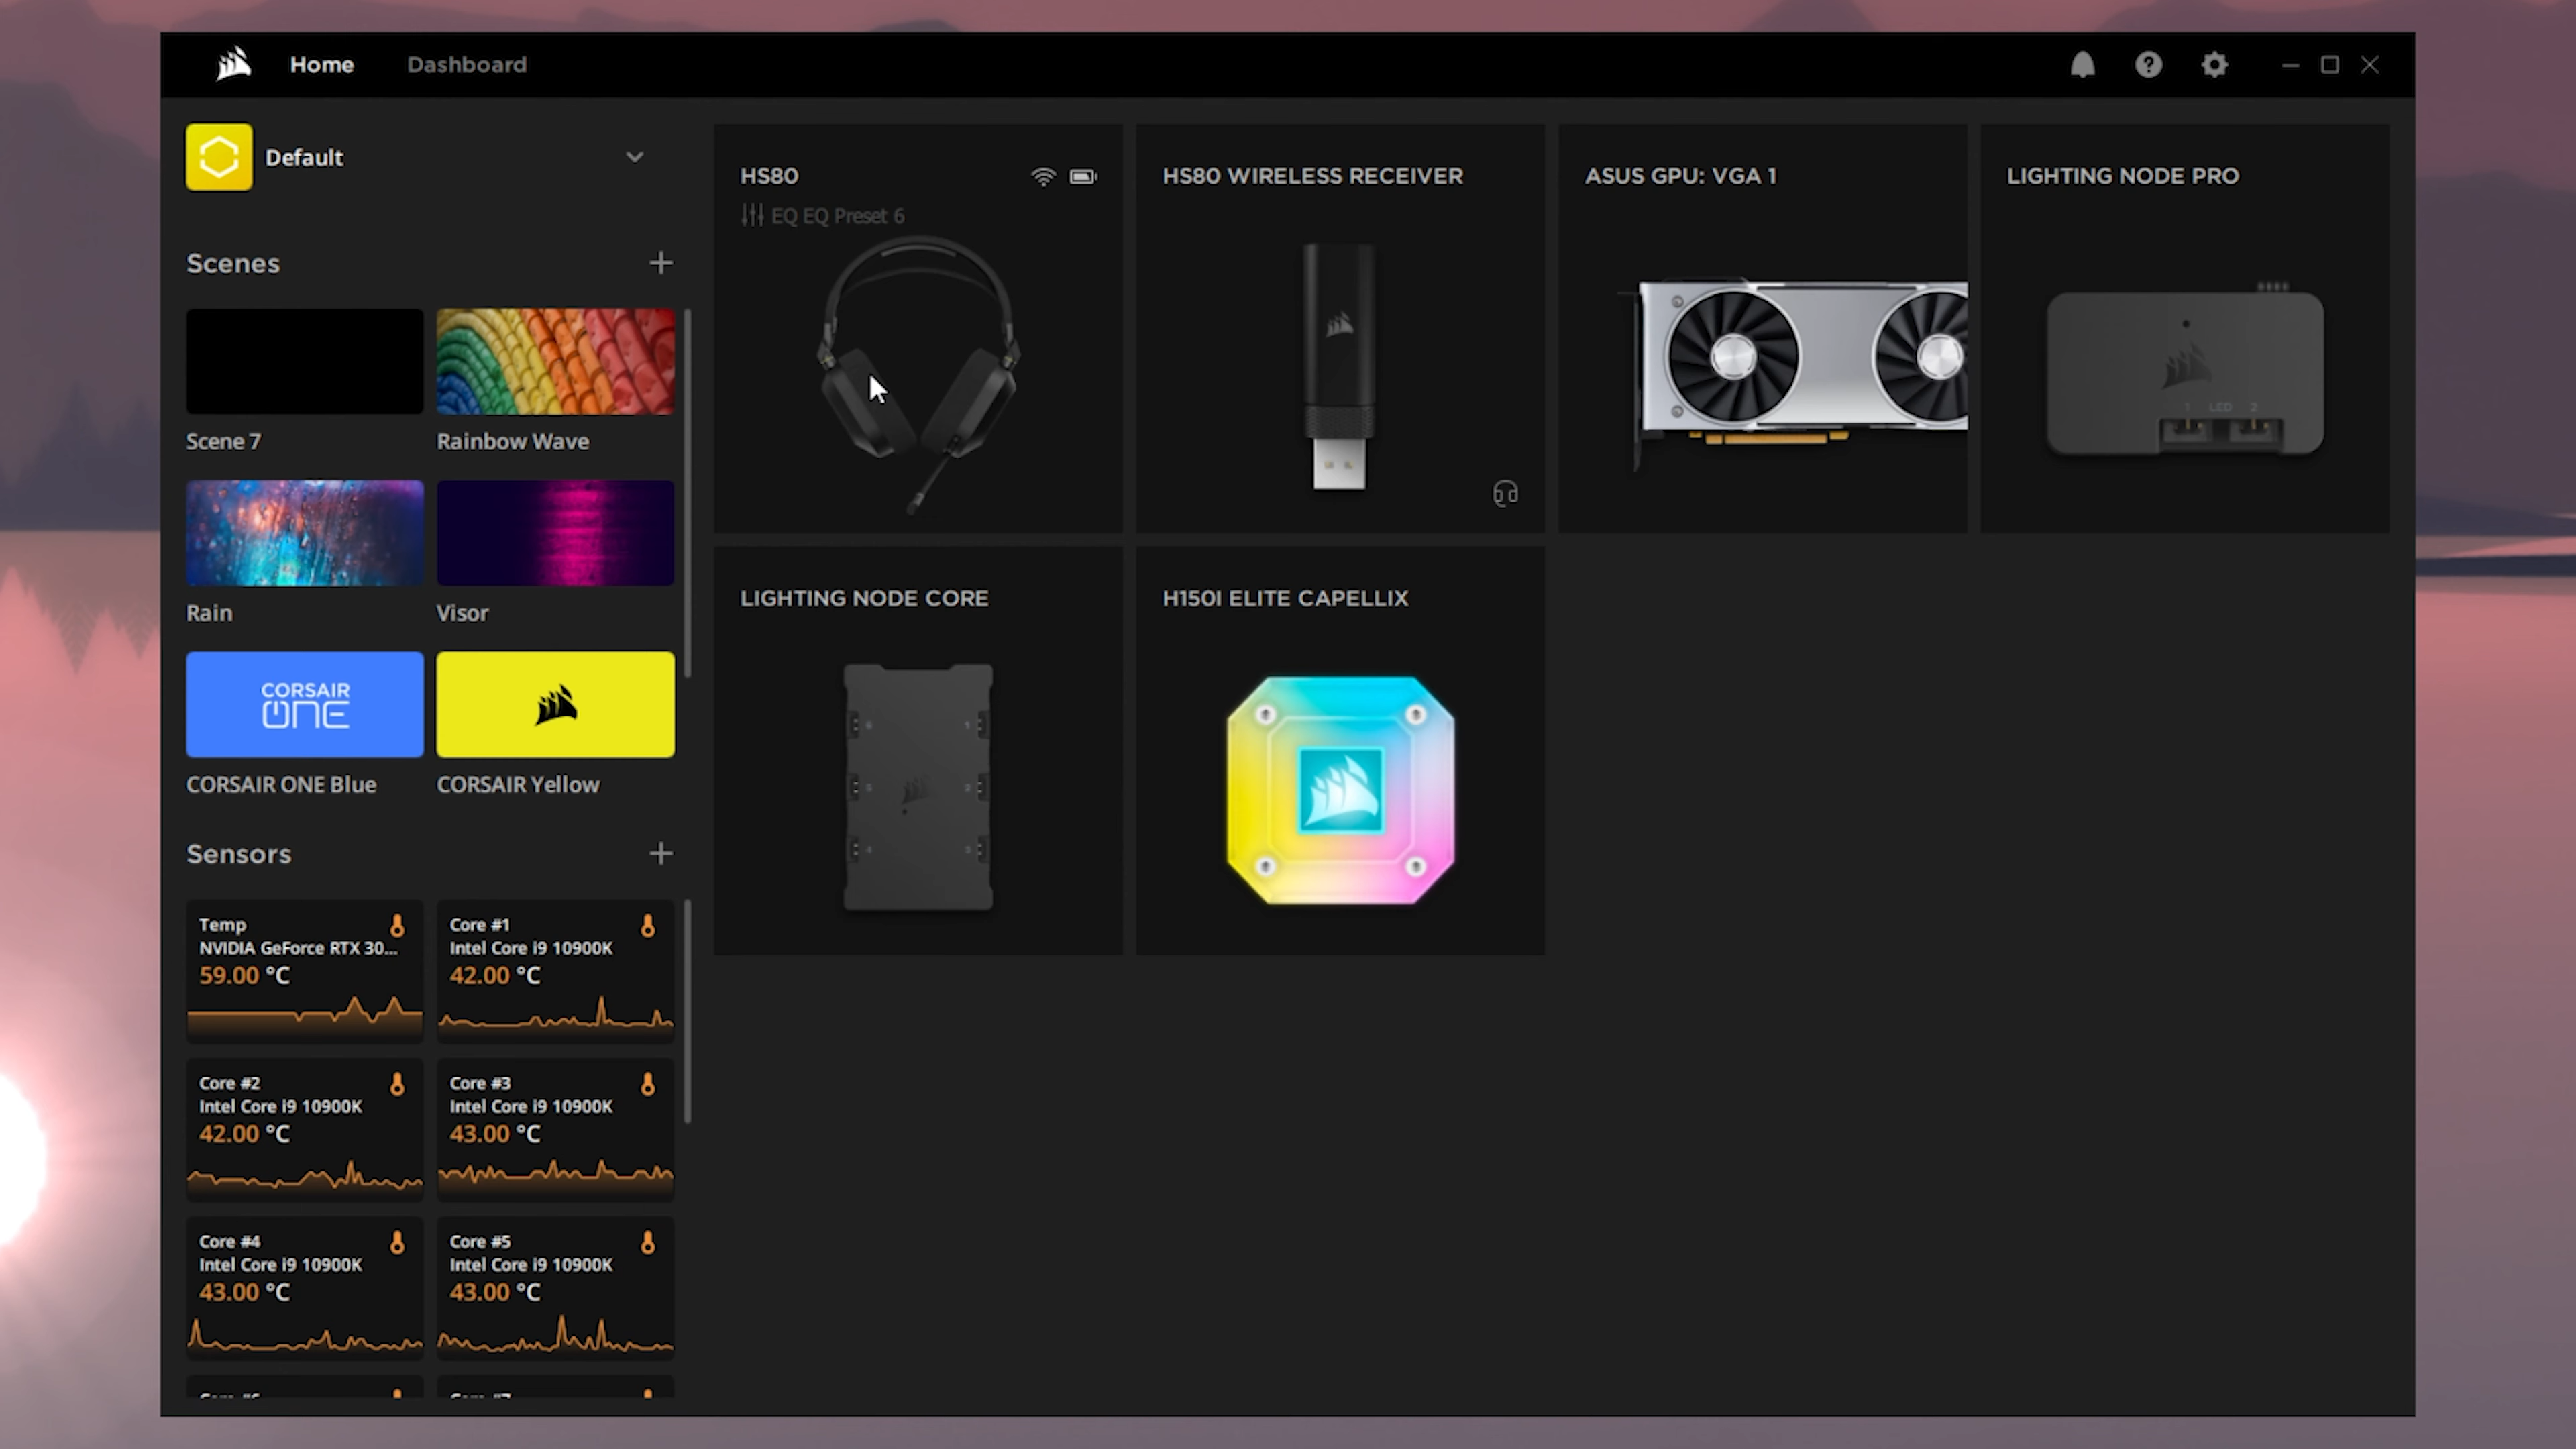 Home
Dashboard
Default
Scenes
Scene 7
Rainbow Wave
Rain
Visor
CORSAIR
ONE
CORSAIR ONE Blue
CORSAIR Yellow
Sensors
Temp
NVIDIA GeForce RTX 30...
59.00 °C
Core #1
Intel Core i9 10900K
42.00 °C
Core #2
Intel Core i9 10900K
42.00 °C
Core #3
Intel Core i9 10900K
43.00 °C
Core #4
Intel Core i9 10900K
43.00 °C
Core #5
Intel Core i9 10900K
43.00 °C
HS80
EQ EQ Preset 6
HS80 WIRELESS RECEIVER
ASUS GPU: VGA 1
LIGHTING NODE PRO
1 LED 2
LIGHTING NODE CORE
H150I ELITE CAPELLIX